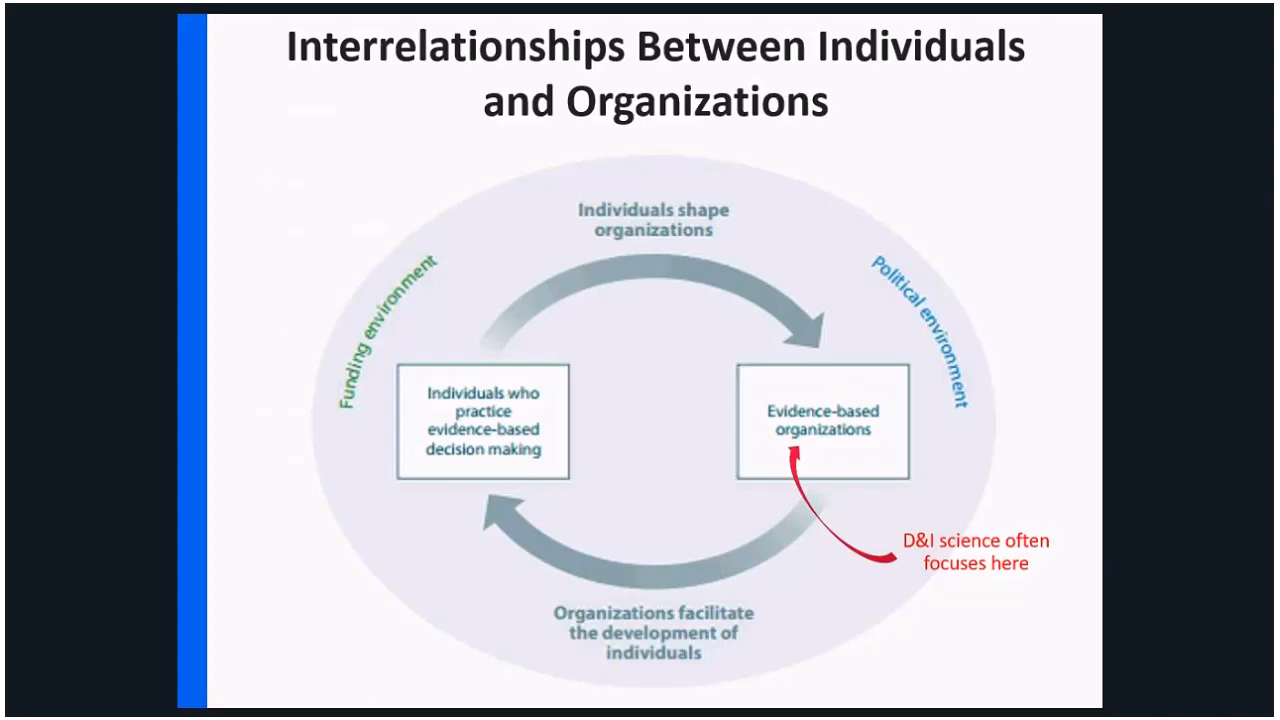 Interrelationships Between Individuals
and Organizations
Individuals shape
organizations
Funding environment
Political environment
Individuals who
practice
evidence-based
decision making
Evidence-based
organizations
D&I science often
focuses here
Organizations facilitate
the development of
individuals